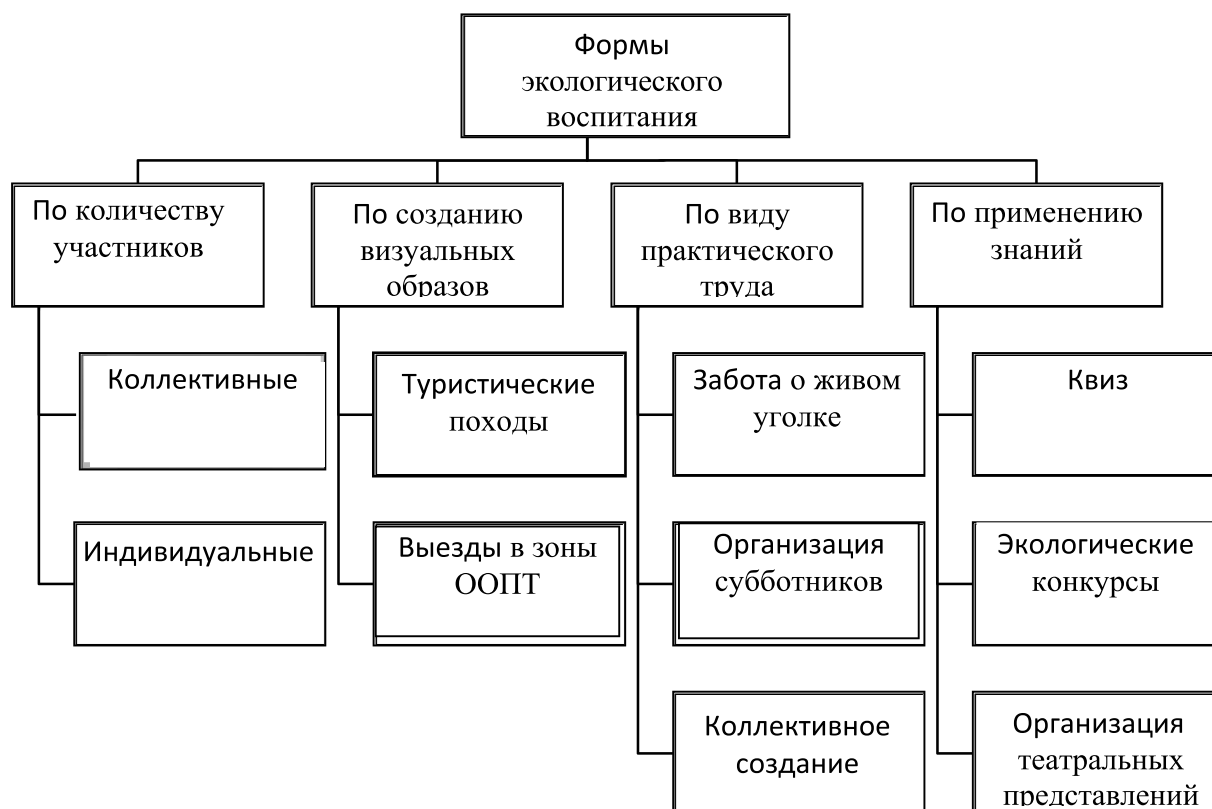 Формы
экологического
воспитания
По количеству
участников
По созданию
визуальных
образов
По виду
практического
труда
По применению
знаний
Коллективные
Индивидуальные
Туристические
походы
Выезды в зоны
ООПТ
Забота о живом
уголке
Организация
субботников
Коллективное
создание
Квиз
Экологические
конкурсы
Организация
театральных
представлений